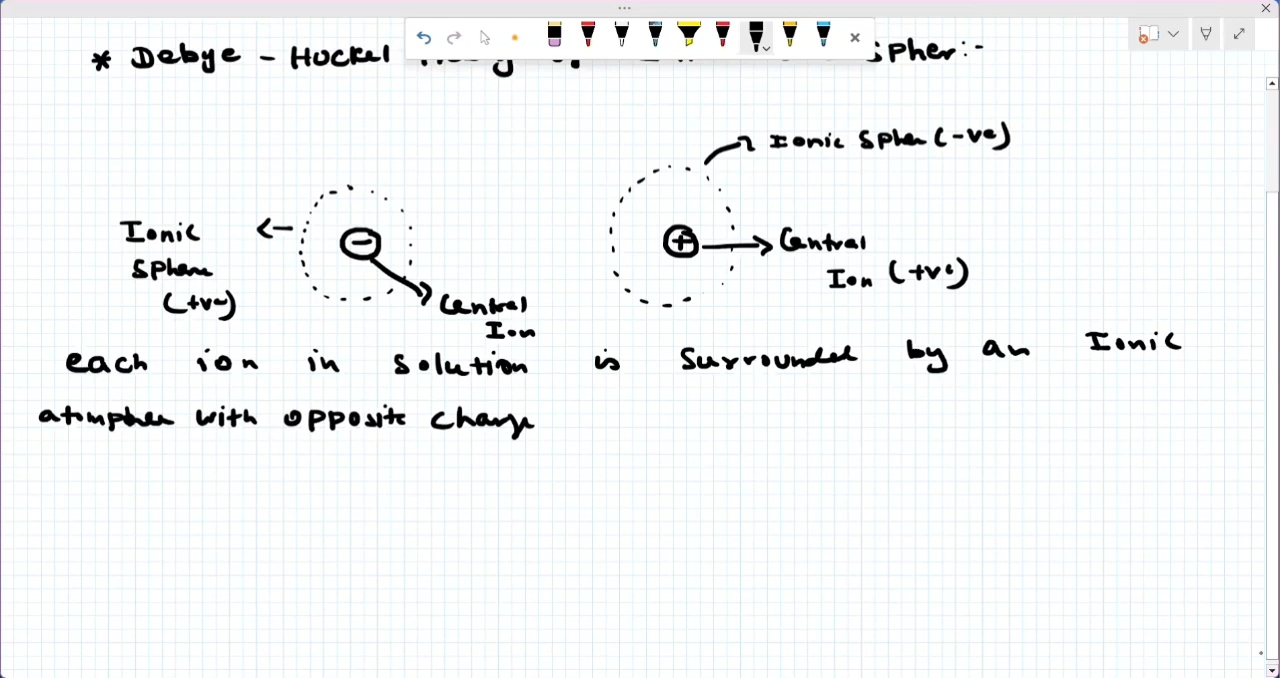 * Debye - Huckel
Ionic Spher (-ve)
Ionic
Sphere
(+ve)
Central
Ion
Central
Ion (+ve)
each ion in solution is surrounded by an Ionic
atompher with opposite charge